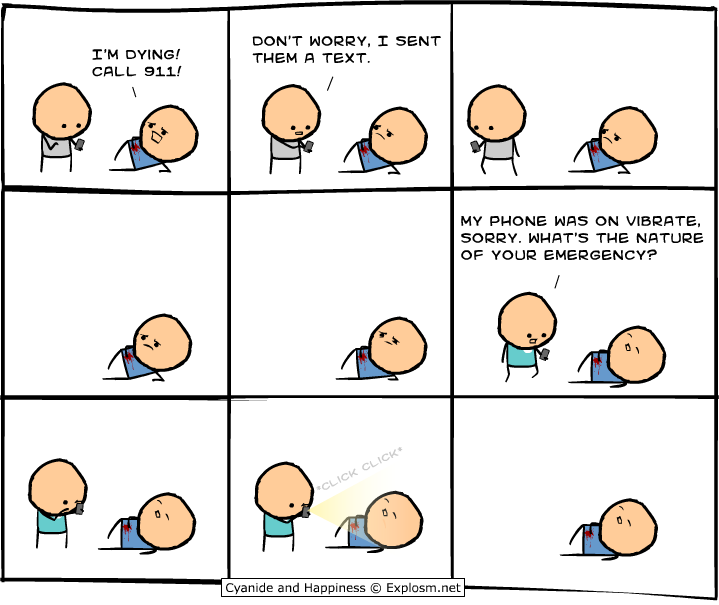 I'M DYING!
CALL 911!
DON'T WORRY, I SENT
THEM A TEXT.
MY PHONE WAS ON VIBRATE,
SORRY. WHAT'S THE NATURE
OF YOUR EMERGENCY?
*CLICK CLICK*
Cyanide and Happiness © Explosm.net